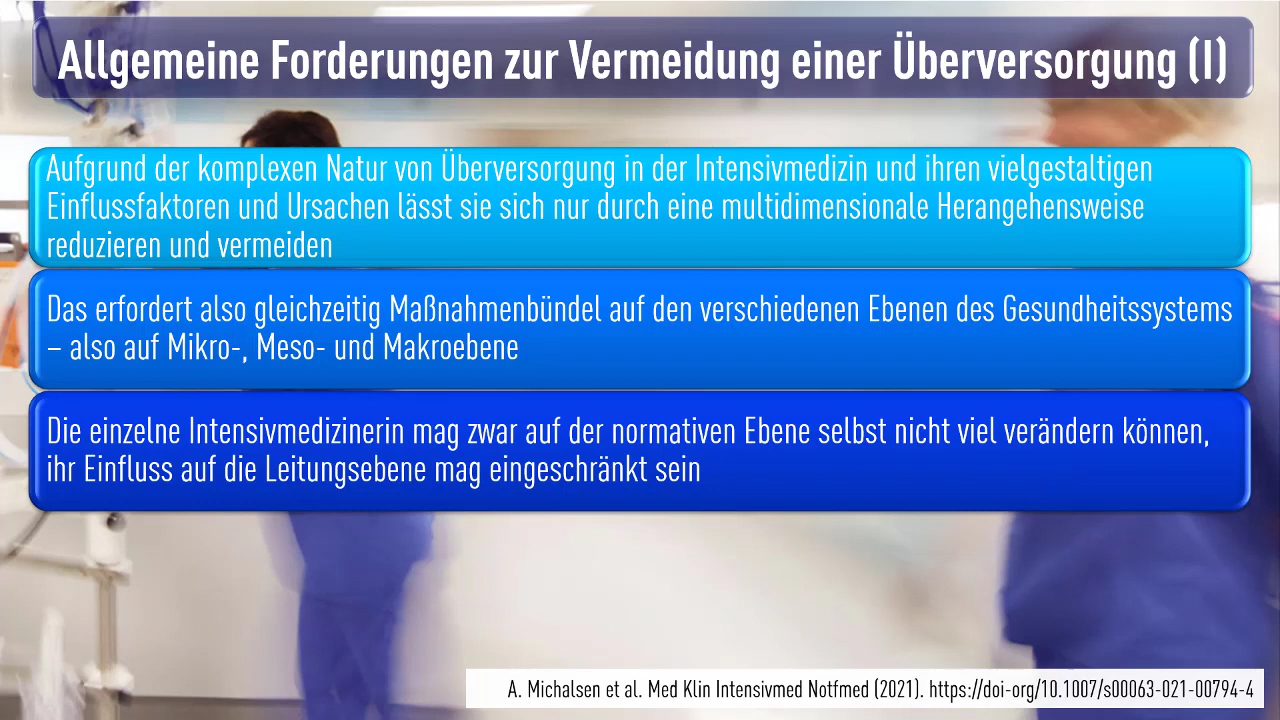 Allgemeine Forderungen zur Vermeidung einer Überversorgung (I)
Aufgrund der komplexen Natur von Überversorgung in der Intensivmedizin und ihren vielgestaltigen
Einflussfaktoren und Ursachen lässt sie sich nur durch eine multidimensionale Herangehensweise
reduzieren und vermeiden
Das erfordert also gleichzeitig Maßnahmenbündel auf den verschiedenen Ebenen des Gesundheitssystems
– also auf Mikro-, Meso- und Makroebene
Die einzelne Intensivmedizinerin mag zwar auf der normativen Ebene selbst nicht viel verändern können,
ihr Einfluss auf die Leitungsebene mag eingeschränkt sein
A. Michalsen et al. Med Klin Intensivmed Notfmed (2021). https://doi-org/10.1007/s00063-021-00794-4